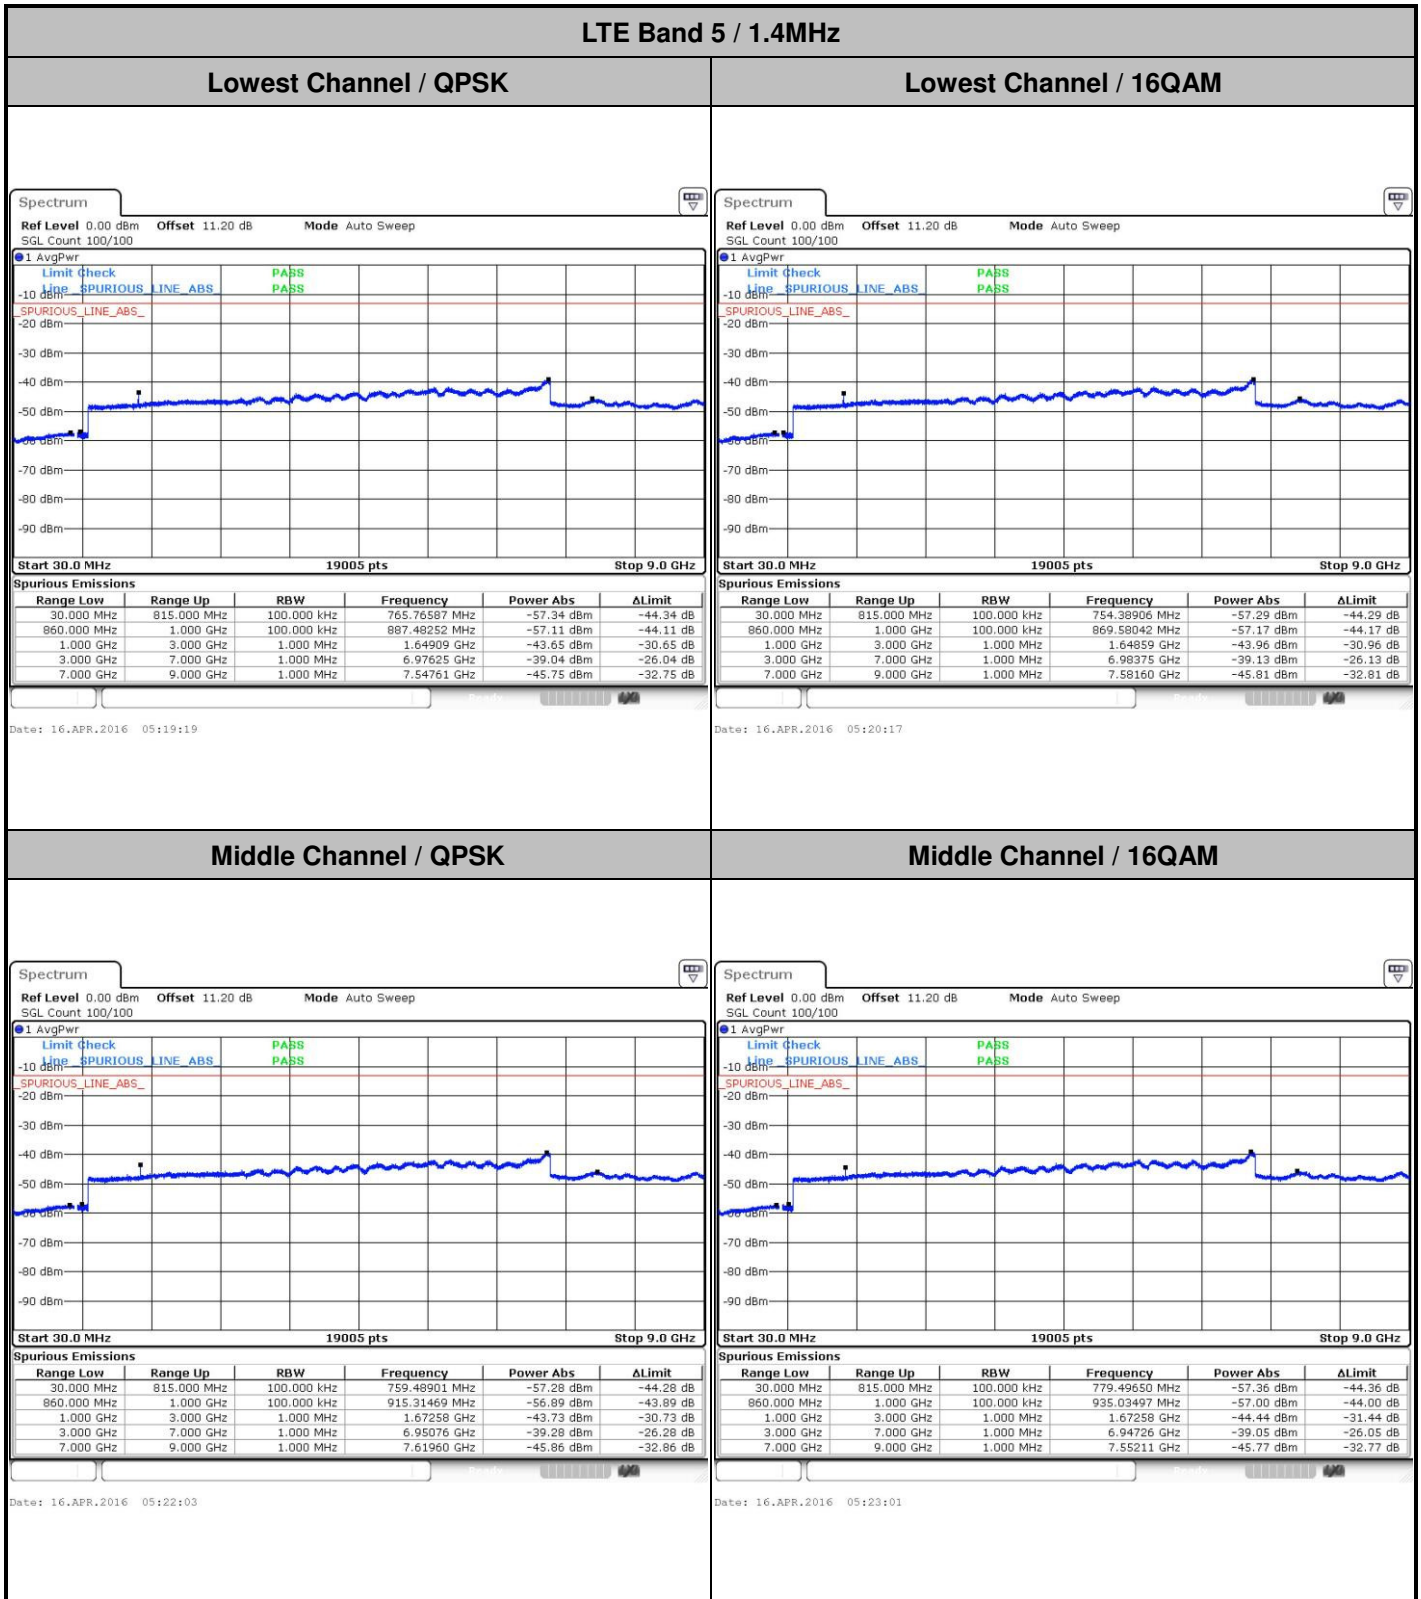 LTE Band 5 / 1.4MHz
Lowest Channel / QPSK
Spectrum
Ref Level 0.00 dBm Offset 11.20 dB Mode Auto Sweep
SGL Count 100/100
1 AvgPwr
Limit Check PASS
Line _SPURIOUS_LINE_ABS_ PASS
-10 dBm
_SPURIOUS_LINE_ABS_
-20 dBm
-30 dBm
-40 dBm
-50 dBm
-60 dBm
-70 dBm
-80 dBm
-90 dBm
Start 30.0 MHz 19005 pts Stop 9.0 GHz
Spurious Emissions
Range Low Range Up RBW Frequency Power Abs ΔLimit
30.000 MHz 815.000 MHz 100.000 kHz 765.76587 MHz -57.34 dBm -44.34 dB
860.000 MHz 1.000 GHz 100.000 kHz 887.48252 MHz -57.11 dBm -44.11 dB
1.000 GHz 3.000 GHz 1.000 MHz 1.64909 GHz -43.65 dBm -30.65 dB
3.000 GHz 7.000 GHz 1.000 MHz 6.97625 GHz -39.04 dBm -26.04 dB
7.000 GHz 9.000 GHz 1.000 MHz 7.54761 GHz -45.75 dBm -32.75 dB
Date: 16.APR.2016 05:19:19
Lowest Channel / 16QAM
Spectrum
Ref Level 0.00 dBm Offset 11.20 dB Mode Auto Sweep
SGL Count 100/100
1 AvgPwr
Limit Check PASS
Line _SPURIOUS_LINE_ABS_ PASS
-10 dBm
_SPURIOUS_LINE_ABS_
-20 dBm
-30 dBm
-40 dBm
-50 dBm
-60 dBm
-70 dBm
-80 dBm
-90 dBm
Start 30.0 MHz 19005 pts Stop 9.0 GHz
Spurious Emissions
Range Low Range Up RBW Frequency Power Abs ΔLimit
30.000 MHz 815.000 MHz 100.000 kHz 754.38906 MHz -57.29 dBm -44.29 dB
860.000 MHz 1.000 GHz 100.000 kHz 869.58042 MHz -57.17 dBm -44.17 dB
1.000 GHz 3.000 GHz 1.000 MHz 1.64859 GHz -43.96 dBm -30.96 dB
3.000 GHz 7.000 GHz 1.000 MHz 6.98375 GHz -39.13 dBm -26.13 dB
7.000 GHz 9.000 GHz 1.000 MHz 7.58160 GHz -45.81 dBm -32.81 dB
Date: 16.APR.2016 05:20:17
Middle Channel / QPSK
Spectrum
Ref Level 0.00 dBm Offset 11.20 dB Mode Auto Sweep
SGL Count 100/100
1 AvgPwr
Limit Check PASS
Line _SPURIOUS_LINE_ABS_ PASS
-10 dBm
_SPURIOUS_LINE_ABS_
-20 dBm
-30 dBm
-40 dBm
-50 dBm
-60 dBm
-70 dBm
-80 dBm
-90 dBm
Start 30.0 MHz 19005 pts Stop 9.0 GHz
Spurious Emissions
Range Low Range Up RBW Frequency Power Abs ΔLimit
30.000 MHz 815.000 MHz 100.000 kHz 759.48901 MHz -57.28 dBm -44.28 dB
860.000 MHz 1.000 GHz 100.000 kHz 915.31469 MHz -56.89 dBm -43.89 dB
1.000 GHz 3.000 GHz 1.000 MHz 1.67258 GHz -43.73 dBm -30.73 dB
3.000 GHz 7.000 GHz 1.000 MHz 6.95076 GHz -39.28 dBm -26.28 dB
7.000 GHz 9.000 GHz 1.000 MHz 7.61960 GHz -45.86 dBm -32.86 dB
Date: 16.APR.2016 05:22:03
Middle Channel / 16QAM
Spectrum
Ref Level 0.00 dBm Offset 11.20 dB Mode Auto Sweep
SGL Count 100/100
1 AvgPwr
Limit Check PASS
Line _SPURIOUS_LINE_ABS_ PASS
-10 dBm
_SPURIOUS_LINE_ABS_
-20 dBm
-30 dBm
-40 dBm
-50 dBm
-60 dBm
-70 dBm
-80 dBm
-90 dBm
Start 30.0 MHz 19005 pts Stop 9.0 GHz
Spurious Emissions
Range Low Range Up RBW Frequency Power Abs ΔLimit
30.000 MHz 815.000 MHz 100.000 kHz 779.49650 MHz -57.36 dBm -44.36 dB
860.000 MHz 1.000 GHz 100.000 kHz 935.03497 MHz -57.00 dBm -44.00 dB
1.000 GHz 3.000 GHz 1.000 MHz 1.67258 GHz -44.44 dBm -31.44 dB
3.000 GHz 7.000 GHz 1.000 MHz 6.94726 GHz -39.05 dBm -26.05 dB
7.000 GHz 9.000 GHz 1.000 MHz 7.55211 GHz -45.77 dBm -32.77 dB
Date: 16.APR.2016 05:23:01